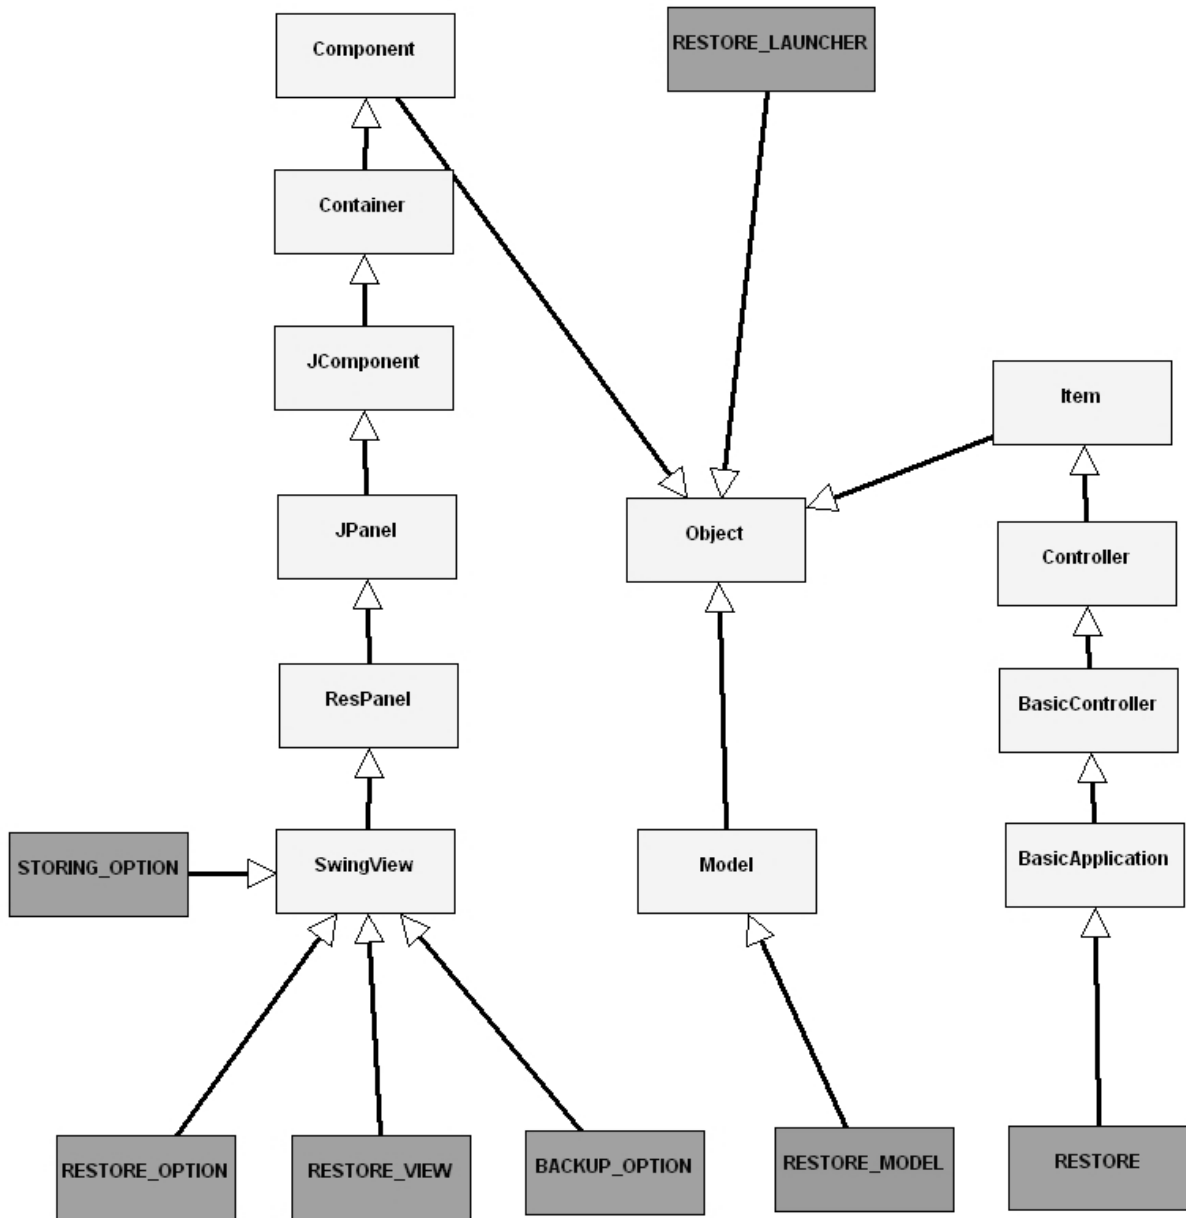 Component
RESTORE_LAUNCHER
Container
JComponent
Item
JPanel
Object
Controller
ResPanel
BasicController
STORING_OPTION
SwingView
Model
BasicApplication
RESTORE_OPTION
RESTORE_VIEW
BACKUP_OPTION
RESTORE_MODEL
RESTORE